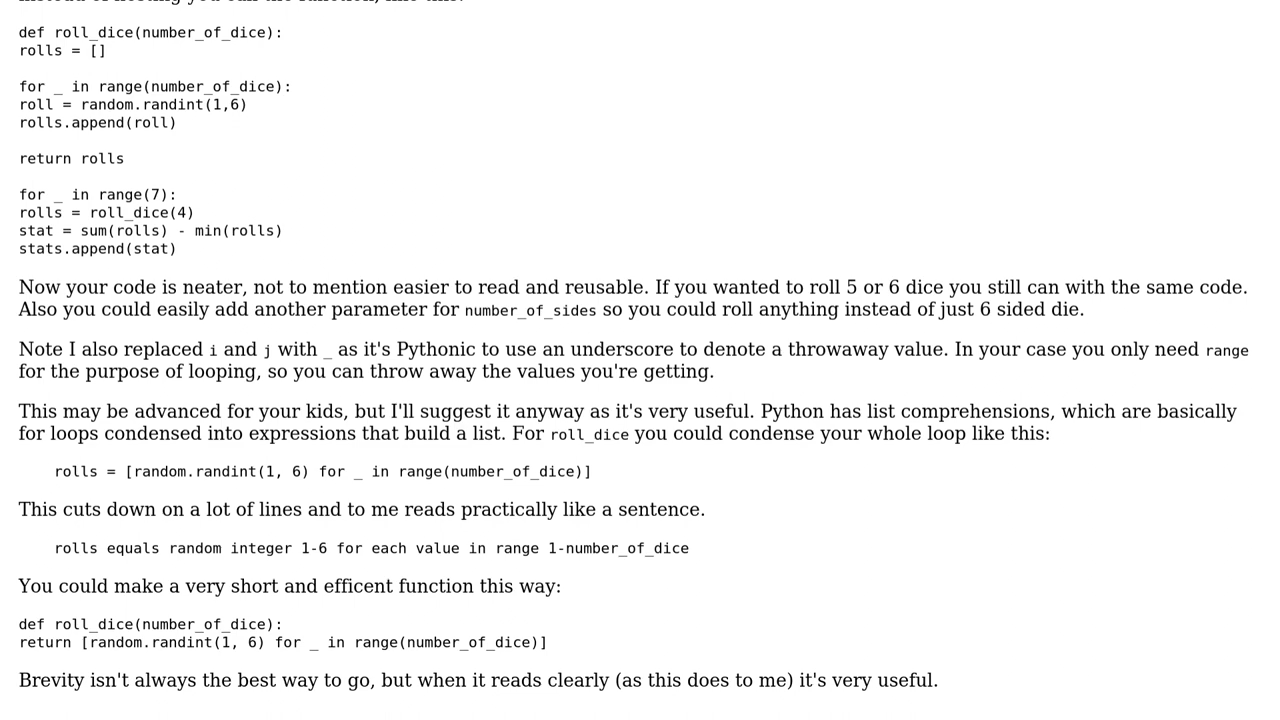 def roll_dice(number_of_dice):
rolls = []
for _ in range(number_of_dice):
roll = random.randint(1,6)
rolls.append(roll)
return rolls
for _ in range(7):
rolls = roll_dice(4)
stat = sum(rolls) - min(rolls)
stats.append(stat)
Now your code is neater, not to mention easier to read and reusable. If you wanted to roll 5 or 6 dice you still can with the same code.
Also you could easily add another parameter for number_of_sides so you could roll anything instead of just 6 sided die.
Note I also replaced i and j with _ as it's Pythonic to use an underscore to denote a throwaway value. In your case you only need range
for the purpose of looping, so you can throw away the values you're getting.
This may be advanced for your kids, but I'll suggest it anyway as it's very useful. Python has list comprehensions, which are basically
for loops condensed into expressions that build a list. For roll_dice you could condense your whole loop like this:
rolls = [random.randint(1, 6) for _ in range(number_of_dice)]
This cuts down on a lot of lines and to me reads practically like a sentence.
rolls equals random integer 1-6 for each value in range 1-number_of_dice
You could make a very short and efficent function this way:
def roll_dice(number_of_dice):
return [random.randint(1, 6) for _ in range(number_of_dice)]
Brevity isn't always the best way to go, but when it reads clearly (as this does to me) it's very useful.